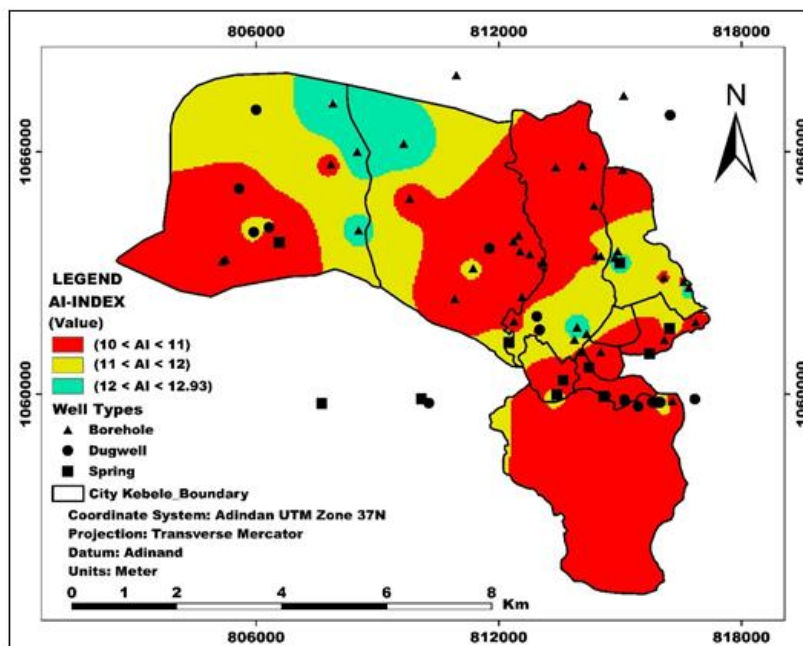 806000 812000 818000
1066000 1066000
N
LEGEND
AI-INDEX
(Value)
(10 < AI < 11)
(11 < AI < 12)
(12 < AI < 12.93)
Well Types
Borehole
Dugwell
Spring
City Kebele_Boundary
1060000 1060000
Coordinate System: Adindan UTM Zone 37N
Projection: Transverse Mercator
Datum: Adinand
Units: Meter
0 1 2 4 6 8
Km
806000 812000 818000